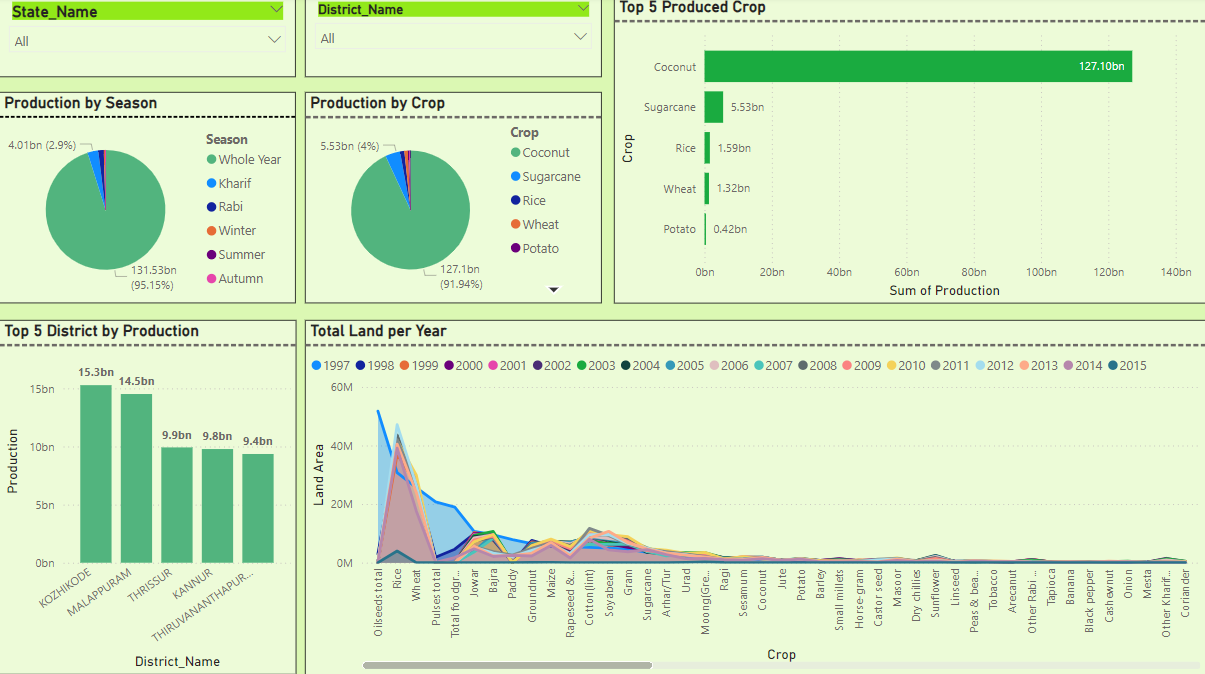 State_Name
All
District_Name
All
Top 5 Produced Crop
Crop
Coconut
127.10bn
Sugarcane
5.53bn
Rice
1.59bn
Wheat
1.32bn
Potato
0.42bn
0bn 20bn 40bn 60bn 80bn 100bn 120bn 140bn
Sum of Production
Production by Season
4.01bn (2.9%)
131.53bn
(95.15%)
Season
Whole Year
Kharif
Rabi
Winter
Summer
Autumn
Production by Crop
5.53bn (4%)
127.1bn
(91.94%)
Crop
Coconut
Sugarcane
Rice
Wheat
Potato
Top 5 District by Production
Production
15bn
10bn
5bn
0bn
15.3bn
14.5bn
9.9bn
9.8bn
9.4bn
KOZHIKODE
MALAPPURAM
THRISSUR
KANNUR
THIRUVANANTHAPUR...
District_Name
Total Land per Year
1997 1998 1999 2000 2001 2002 2003 2004 2005 2006 2007 2008 2009 2010 2011 2012 2013 2014 2015
Land Area
60M
40M
20M
0M
Oilseeds total
Rice
Wheat
Pulses total
Total foodgr...
Jowar
Bajra
Paddy
Groundnut
Maize
Rapeseed &...
Cotton(lint)
Soyabean
Gram
Sugarcane
Arhar/Tur
Urad
Moong(Gre...
Ragi
Sesamum
Coconut
Jute
Potato
Barley
Small millets
Horse-gram
Castor seed
Masoor
Dry chillies
Sunflower
Linseed
Peas & bea...
Tobacco
Arecanut
Other Rabi ...
Tapioca
Banana
Black pepper
Cashewnut
Onion
Mesta
Other Kharif...
Coriander
Crop